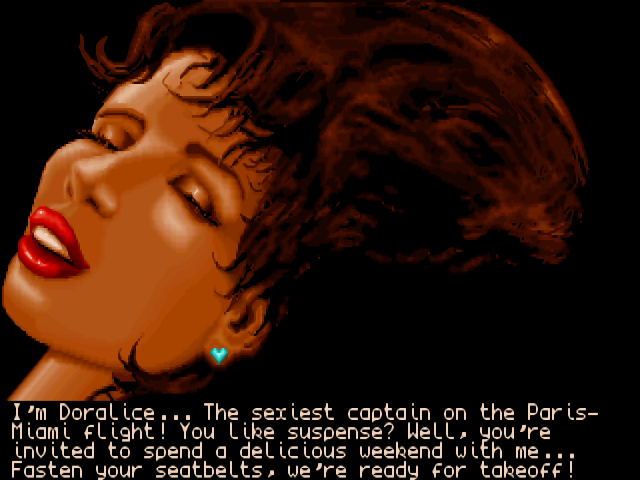 I'm Doralice... The sexiest captain on the Paris-
Miami flight! You like suspense? Well, you're
invited to spend a delicious weekend with me...
Fasten your seatbelts, we're ready for takeoff!